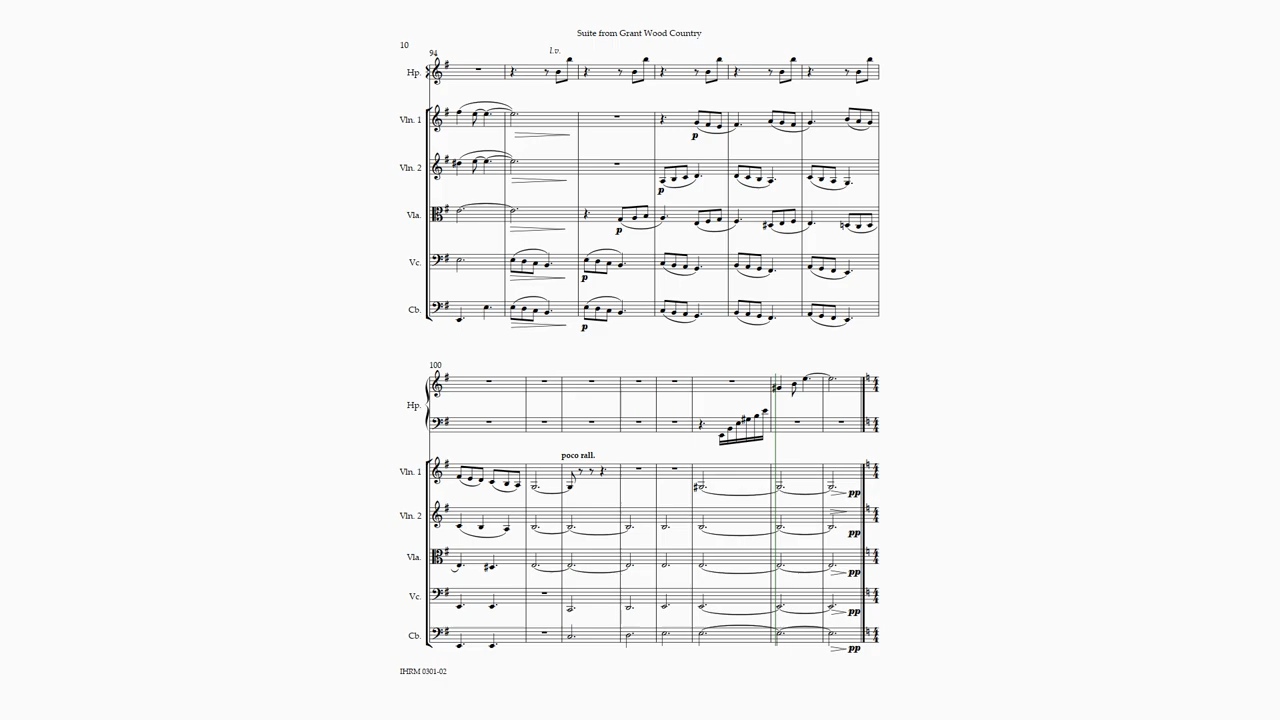 Suite from Grant Wood Country
10
94
l.v.
Hp.
Vln. 1
p
Vln. 2
p
Vla.
p
Vc.
p
Cb.
p
100
Hp.
poco rall.
Vln. 1
pp
Vln. 2
pp
Vla.
pp
Vc.
pp
Cb.
pp
IHRM 0301-02